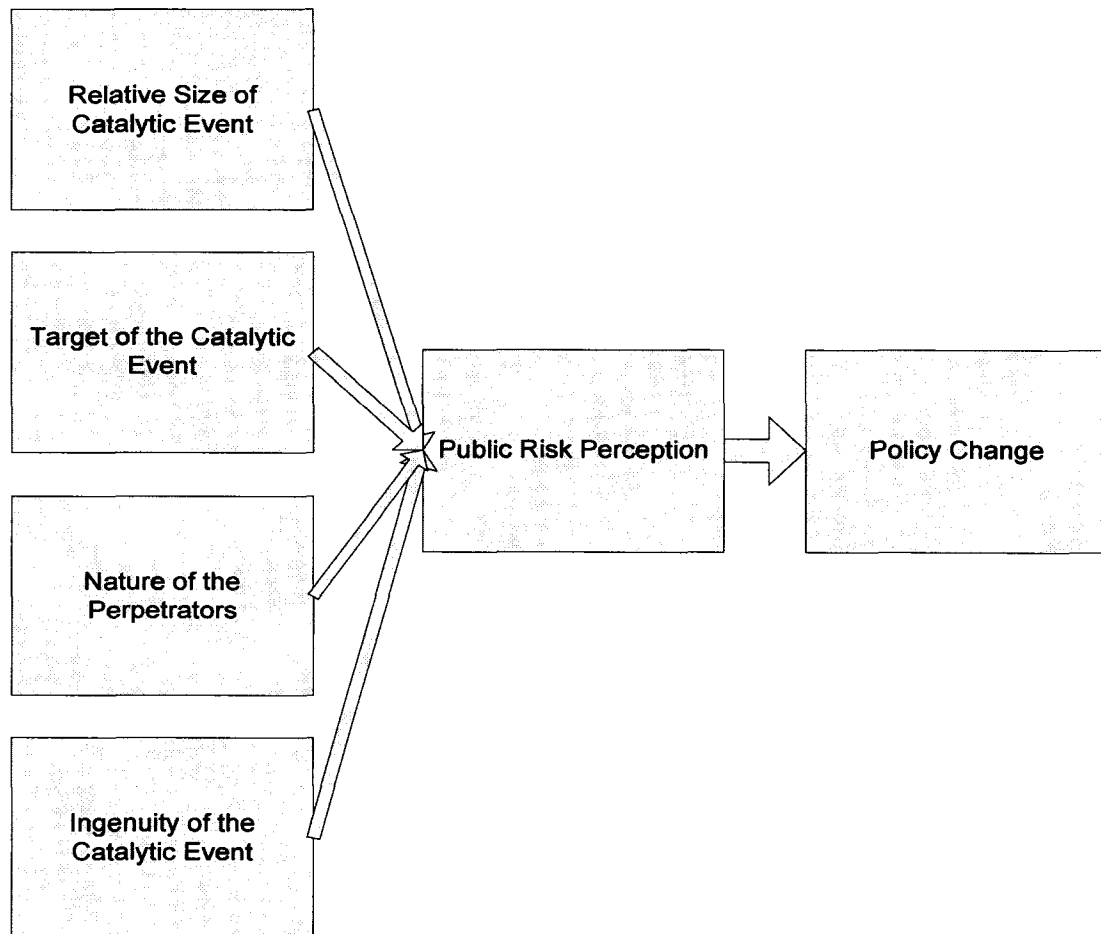 Relative Size of
Catalytic Event
Target of the Catalytic
Event
Nature of the
Perpetrators
Ingenuity of the
Catalytic Event
Public Risk Perception
Policy Change